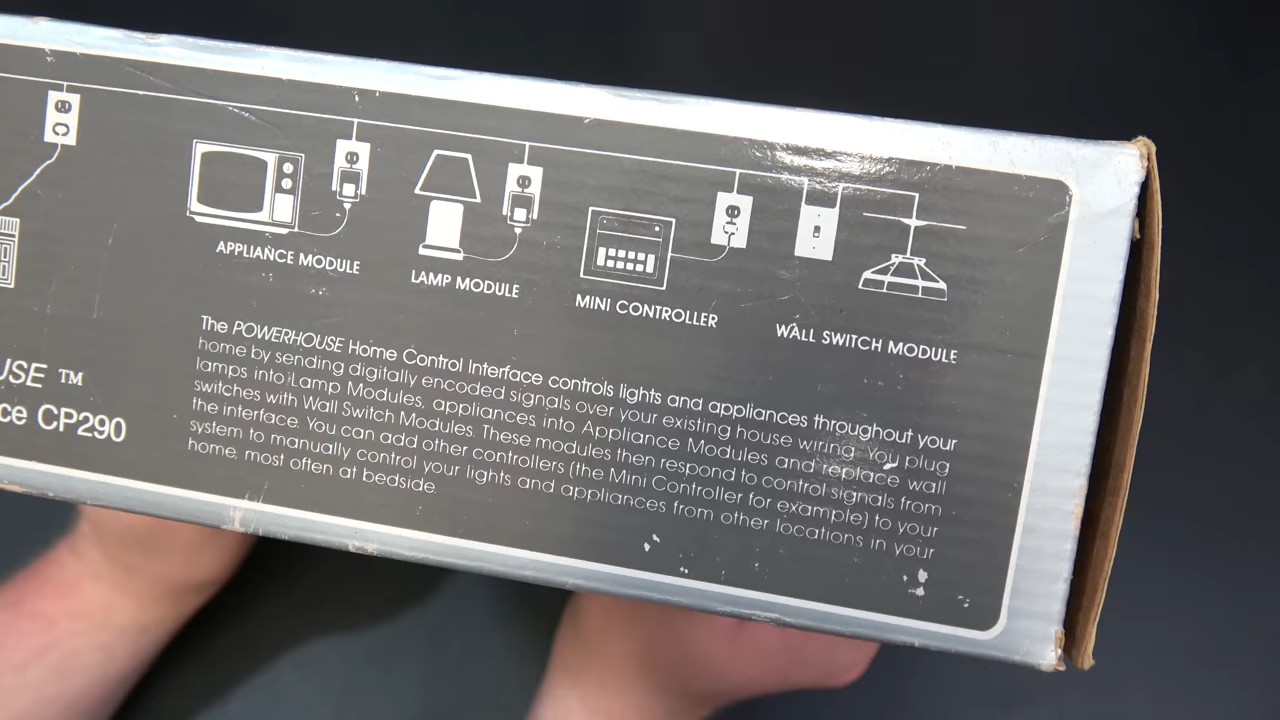 APPLIANCE MODULE
LAMP MODULE
MINI CONTROLLER
WALL SWITCH MODULE
USE ™
ce CP290
The POWERHOUSE Home Control Interface controls lights and appliances throughout your
home by sending digitally encoded signals over your existing house wiring. You plug
lamps into Lamp Modules, appliances into Appliance Modules and replace wall
switches with Wall Switch Modules. These modules then respond to control signals from
the interface. You can add other controllers (the Mini Controller for example) to your
system to manually control your lights and appliances from other locations in your
home, most often at bedside.